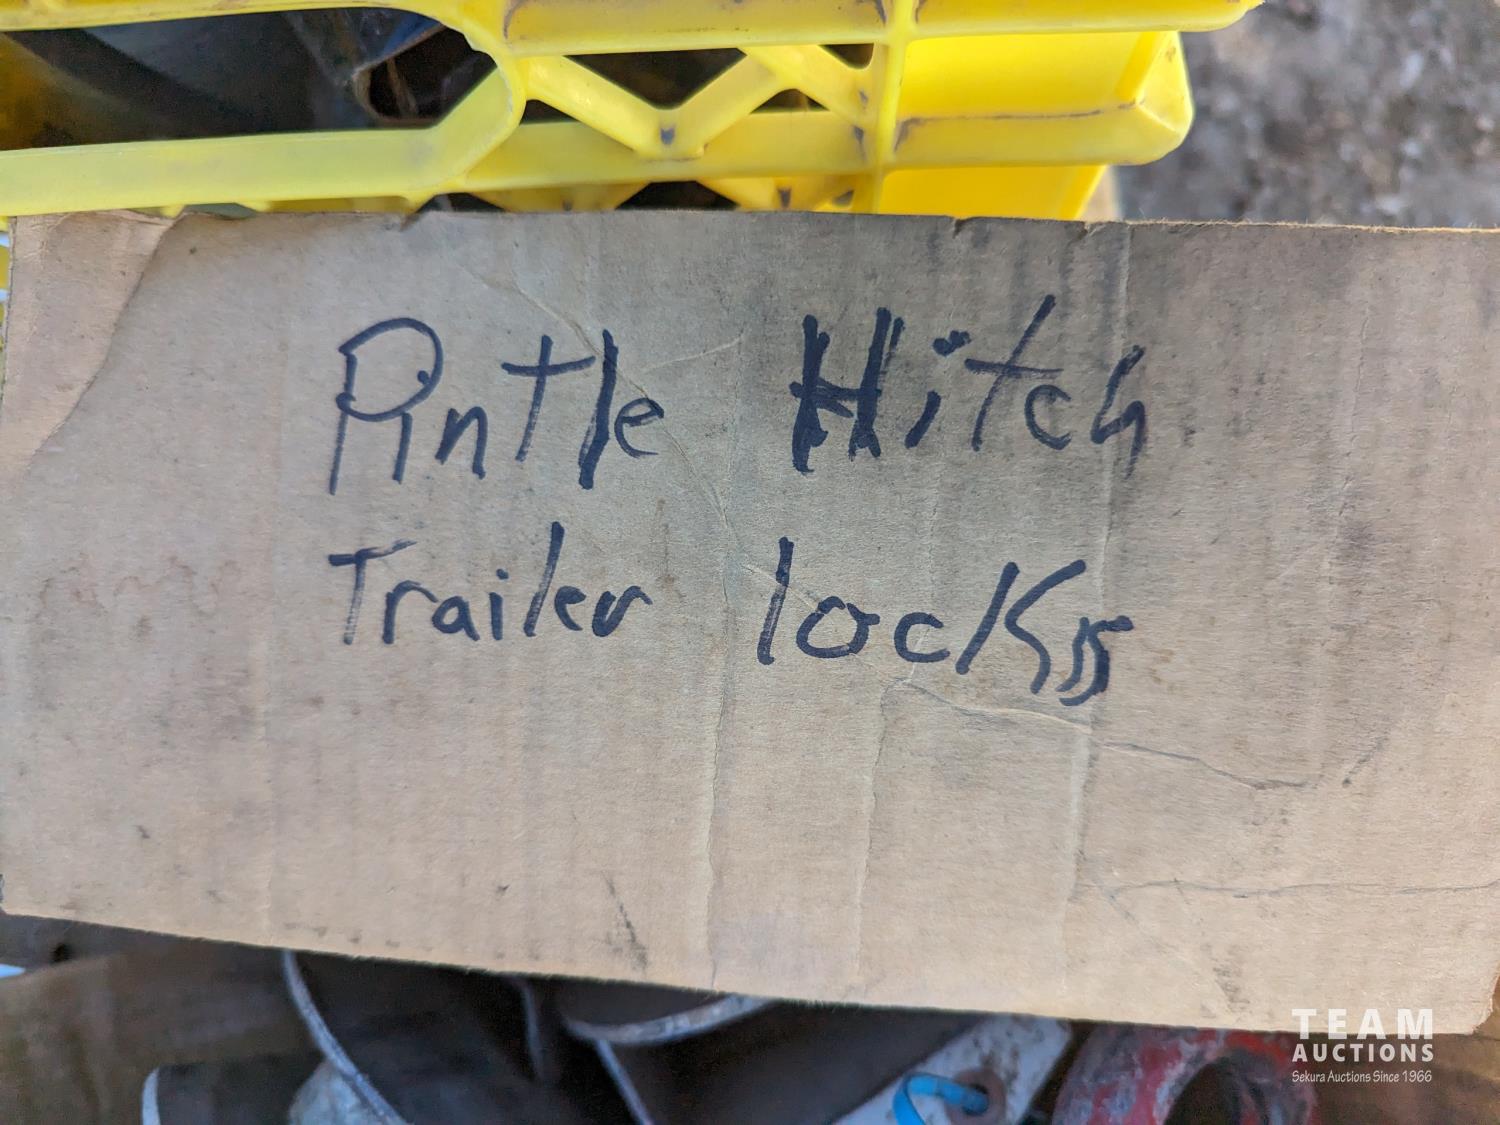 Pintle Hitch
Trailer locks
TEAM
AUCTIONS
Sekura Auctions Since 1966